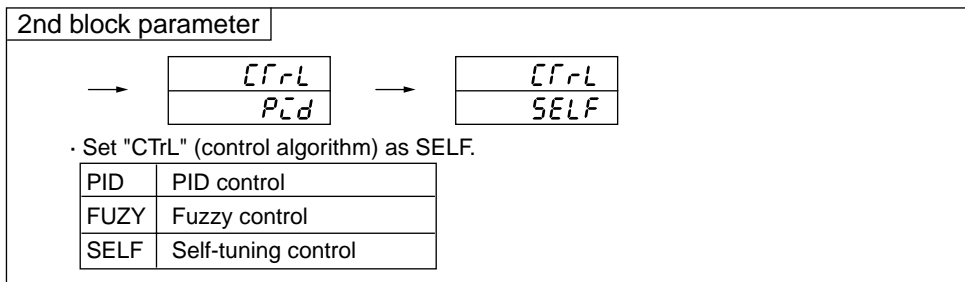 2nd block parameter
CTrL CTrL
Pid SELF
· Set "CTrL" (control algorithm) as SELF.
PID PID control
FUZY Fuzzy control
SELF Self-tuning control